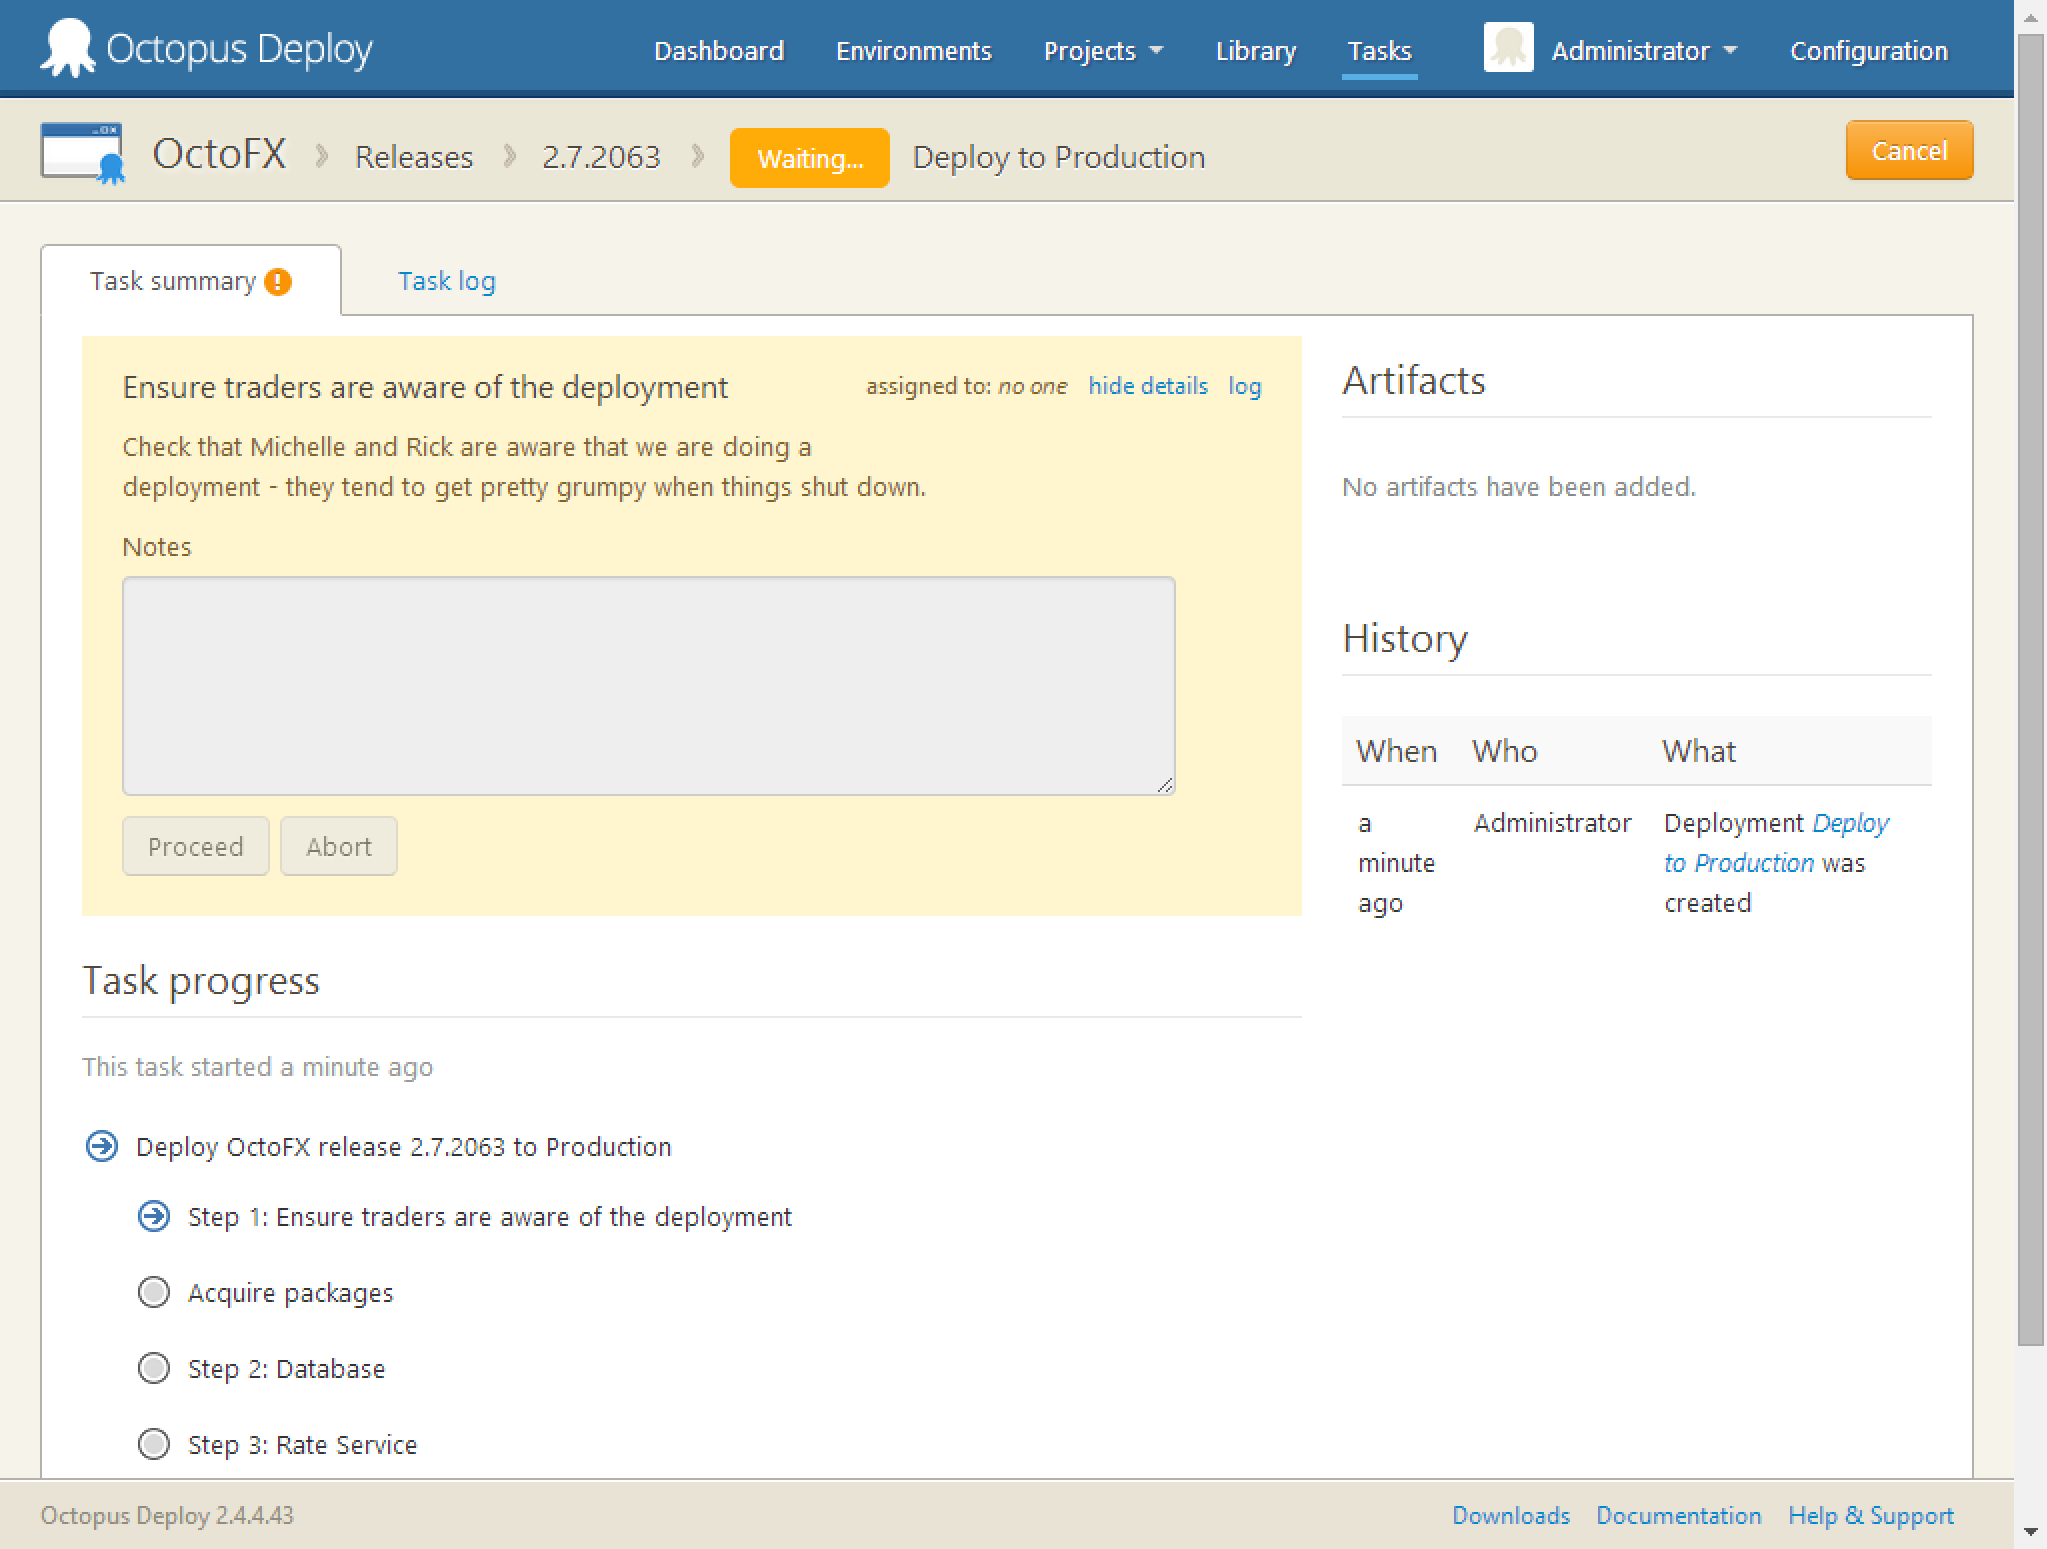 Octopus Deploy
Dashboard
Environments
Projects
Library
Tasks
Administrator
Configuration
OctoFX
Releases
2.7.2063
Waiting...
Deploy to Production
Cancel
Task summary !
Task log
Ensure traders are aware of the deployment
assigned to: no one hide details log
Check that Michelle and Rick are aware that we are doing a
deployment - they tend to get pretty grumpy when things shut down.
Notes
Proceed
Abort
Task progress
This task started a minute ago
Deploy OctoFX release 2.7.2063 to Production
Step 1: Ensure traders are aware of the deployment
Acquire packages
Step 2: Database
Step 3: Rate Service
Artifacts
No artifacts have been added.
History
When Who What
a
minute
ago
Administrator
Deployment Deploy
to Production was
created
Octopus Deploy 2.4.4.43
Downloads
Documentation
Help & Support